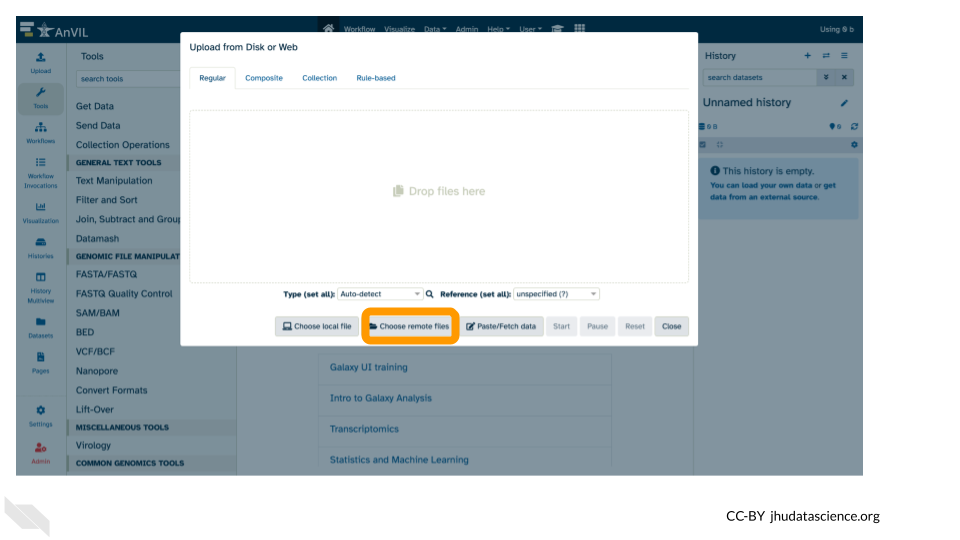 AnVIL
Workflow Visualize Data Admin Help User
Using 0 b
Upload
Tools
Workflows
Workflow
Invocations
Visualization
Histories
History
Multiview
Datasets
Pages
Settings
Admin
Tools
search tools
Get Data
Send Data
Collection Operations
GENERAL TEXT TOOLS
Text Manipulation
Filter and Sort
Join, Subtract and Group
Datamash
GENOMIC FILE MANIPULAT
FASTA/FASTQ
FASTQ Quality Control
SAM/BAM
BED
VCF/BCF
Nanopore
Convert Formats
Lift-Over
MISCELLANEOUS TOOLS
Virology
COMMON GENOMICS TOOLS
Upload from Disk or Web
Regular Composite Collection Rule-based
Drop files here
Type (set all): Auto-detect Reference (set all): unspecified (?)
Choose local file Choose remote files Paste/Fetch data Start Pause Reset Close
Galaxy UI training
Intro to Galaxy Analysis
Transcriptomics
Statistics and Machine Learning
History
search datasets
Unnamed history
0 B 0
This history is empty.
You can load your own data or get
data from an external source.
CC-BY jhudatascience.org